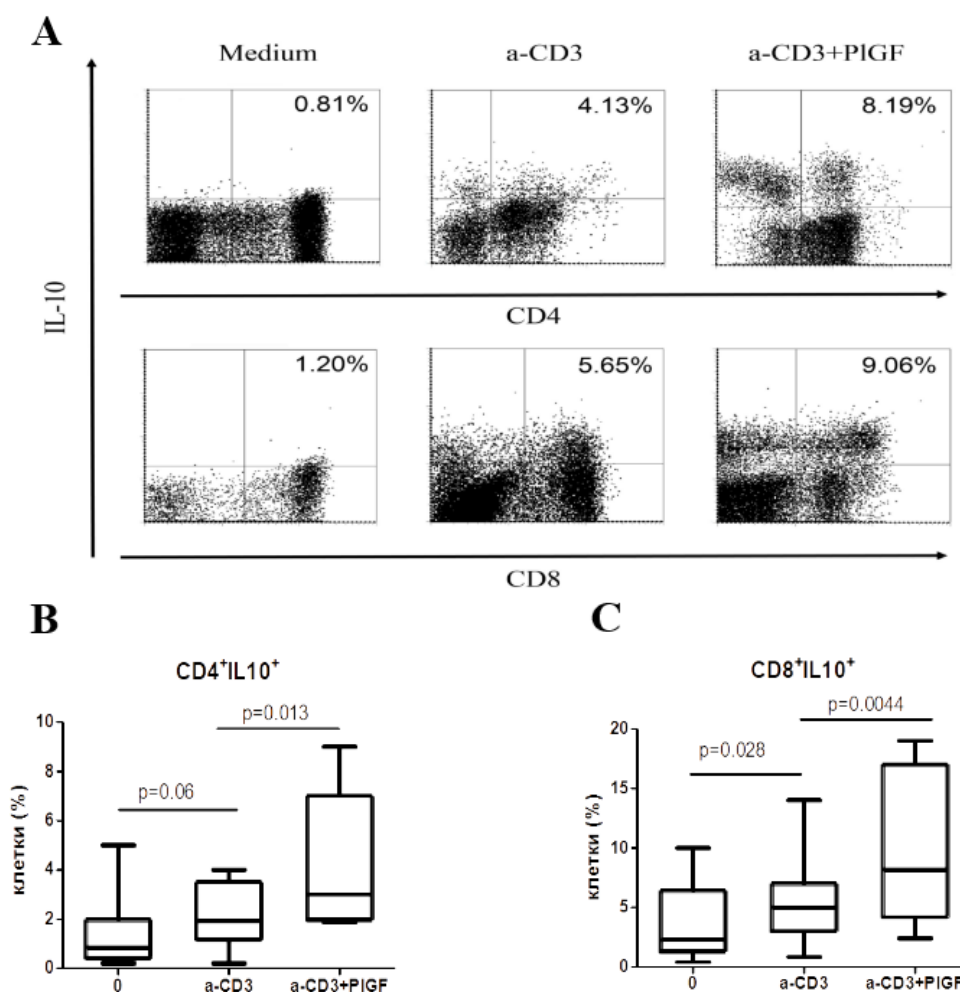 A
Medium a-CD3 a-CD3+PlGF
0.81% 4.13% 8.19%
IL-10
CD4
1.20% 5.65% 9.06%
CD8
B
CD4⁺IL10⁺
p=0.013
p=0.06
клетки (%)
10
8
6
4
2
0
0 a-CD3 a-CD3+PlGF
C
CD8⁺IL10⁺
p=0.0044
p=0.028
клетки (%)
20
15
10
5
0
0 a-CD3 a-CD3+PlGF